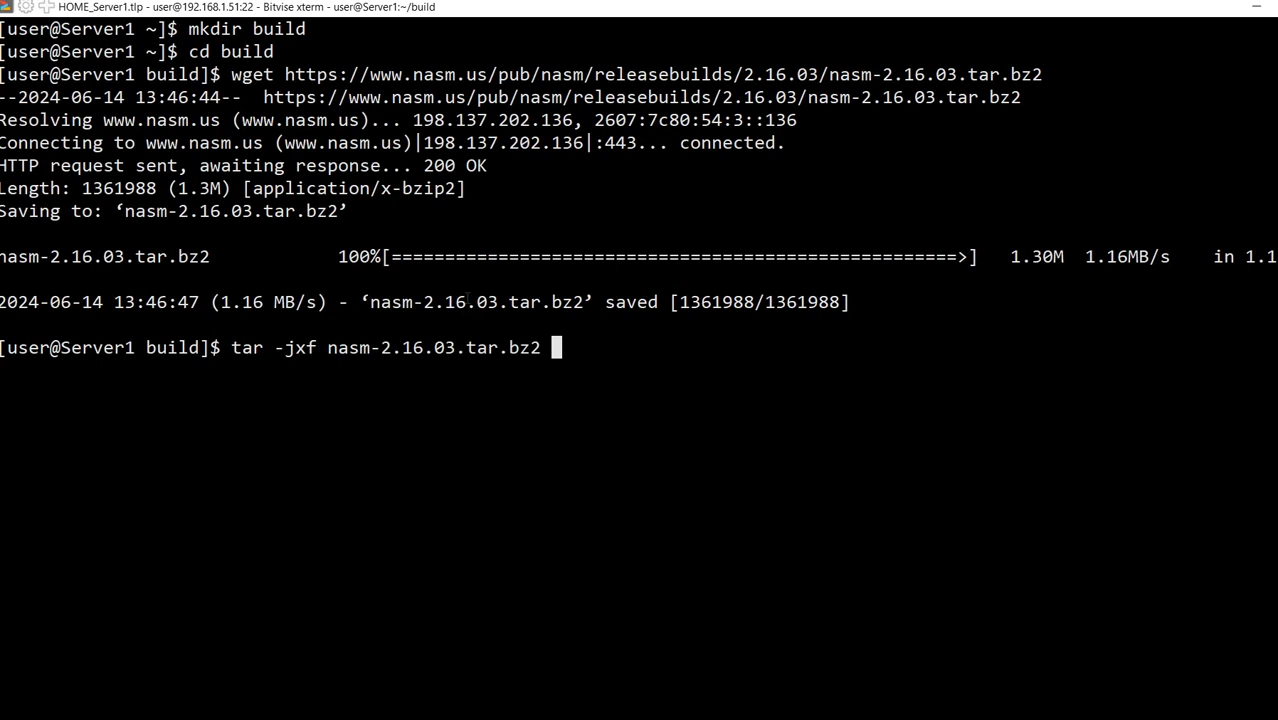 HOME_Server1.tlp - user@192.168.1.51:22 - Bitvise xterm - user@Server1:~/build
[user@Server1 ~]$ mkdir build
[user@Server1 ~]$ cd build
[user@Server1 build]$ wget https://www.nasm.us/pub/nasm/releasebuilds/2.16.03/nasm-2.16.03.tar.bz2
--2024-06-14 13:46:44--  https://www.nasm.us/pub/nasm/releasebuilds/2.16.03/nasm-2.16.03.tar.bz2
Resolving www.nasm.us (www.nasm.us)... 198.137.202.136, 2607:7c80:54:3::136
Connecting to www.nasm.us (www.nasm.us)|198.137.202.136|:443... connected.
HTTP request sent, awaiting response... 200 OK
Length: 1361988 (1.3M) [application/x-bzip2]
Saving to: ‘nasm-2.16.03.tar.bz2’
nasm-2.16.03.tar.bz2            100%[=====================================================>]   1.30M  1.16MB/s    in 1.1
2024-06-14 13:46:47 (1.16 MB/s) - ‘nasm-2.16.03.tar.bz2’ saved [1361988/1361988]
[user@Server1 build]$ tar -jxf nasm-2.16.03.tar.bz2